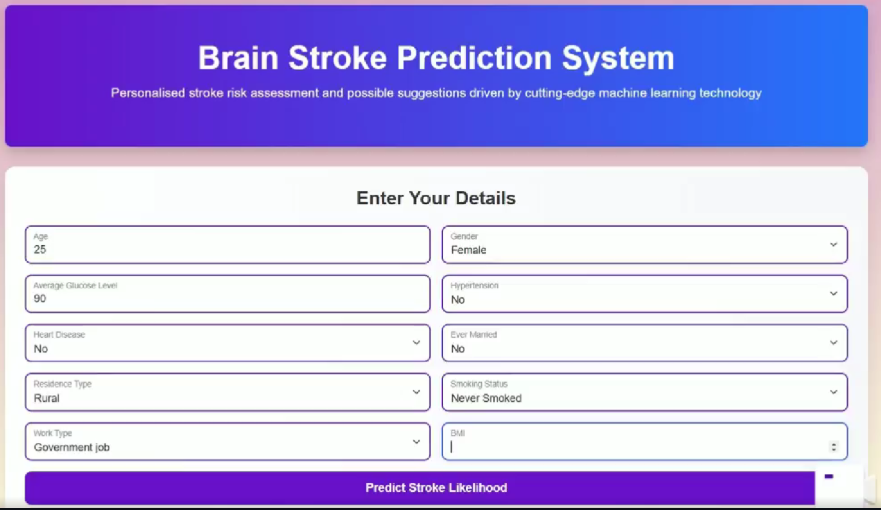 Brain Stroke Prediction System
Personalised stroke risk assessment and possible suggestions driven by cutting-edge machine learning technology
Enter Your Details
Age
25
Gender
Female
Average Glucose Level
90
Hypertension
No
Heart Disease
No
Ever Married
No
Residence Type
Rural
Smoking Status
Never Smoked
Work Type
Government job
BMI
Predict Stroke Likelihood